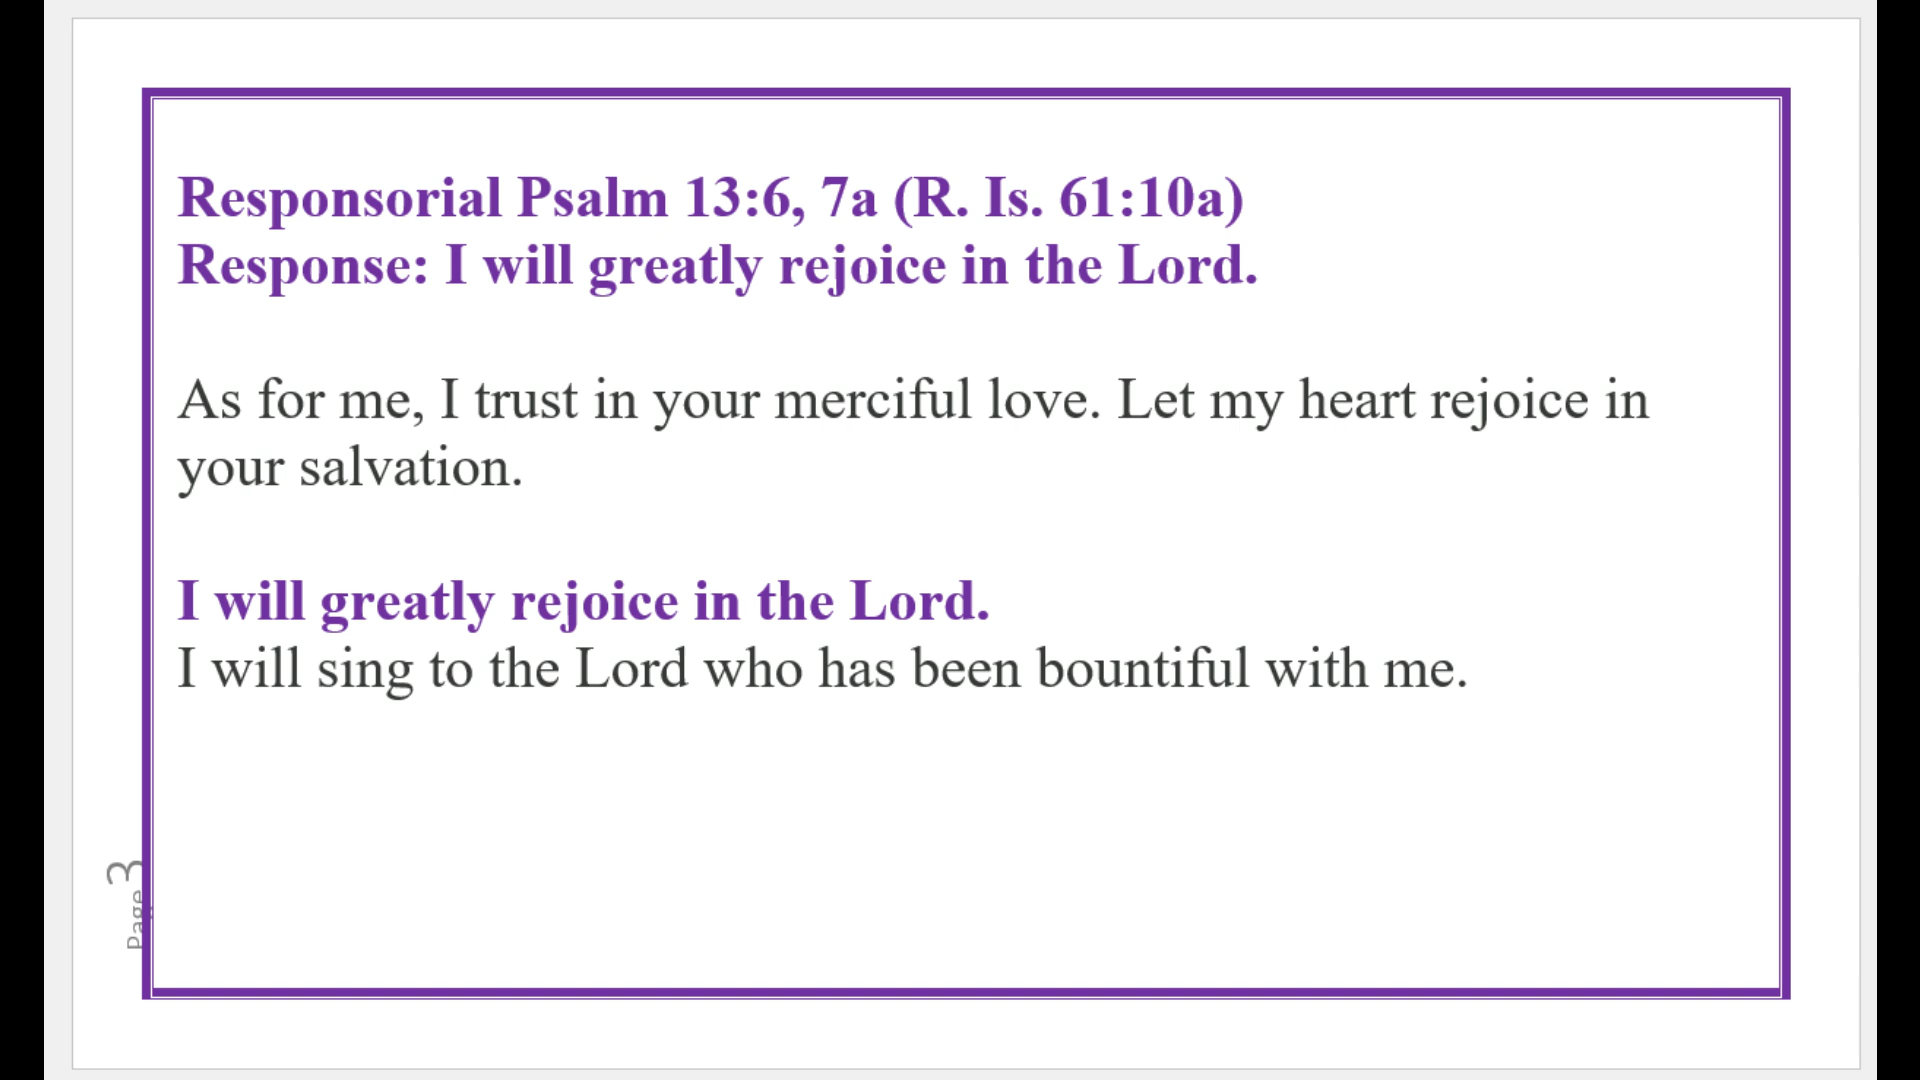 Responsorial Psalm 13:6, 7a (R. Is. 61:10a)
Response: I will greatly rejoice in the Lord.
As for me, I trust in your merciful love. Let my heart rejoice in
your salvation.
I will greatly rejoice in the Lord.
I will sing to the Lord who has been bountiful with me.
Page 3